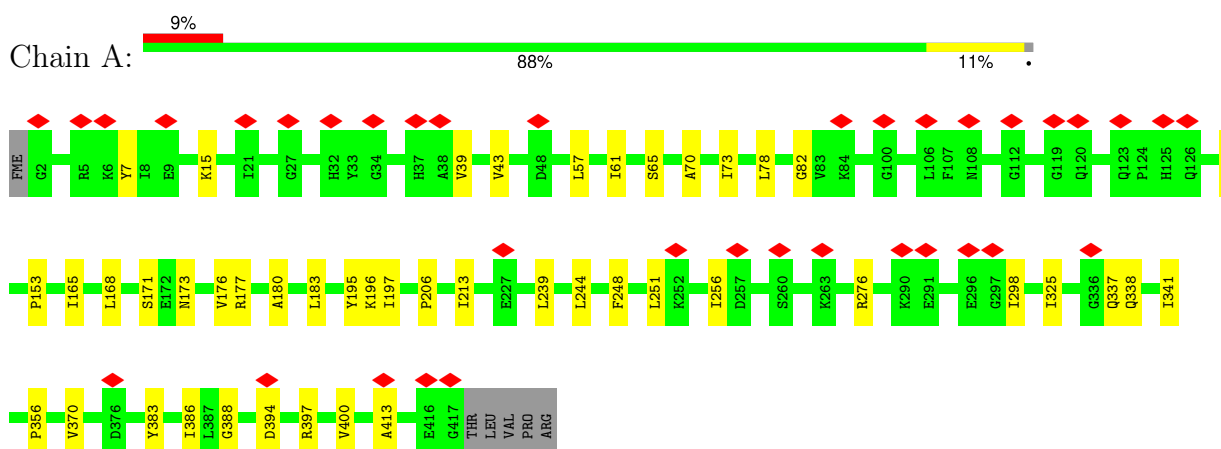 9%
Chain A:
88% 11% •
FME G2 R5 K6 Y7 I8 E9 K15 I21 G27 H32 Y33 G34 H37 A38 V39 V43 D48 L57 I61 S65 A70 I73 L78 G82 V83 K84 G100 L106 F107 N108 G112 G119 Q120 Q123 P124 H125 Q126
P153 I165 L168 S171 E172 N173 V176 R177 A180 L183 Y195 K196 I197 P206 I213 E227 L239 L244 F248 L251 K252 I256 D257 S260 K263 R276 K290 E291 E296 G297 I298 I325 G336 Q337 Q338 I341
P356 V370 D376 Y383 I386 L387 G388 D394 R397 V400 A413 E416 G417 THR LEU VAL PRO ARG